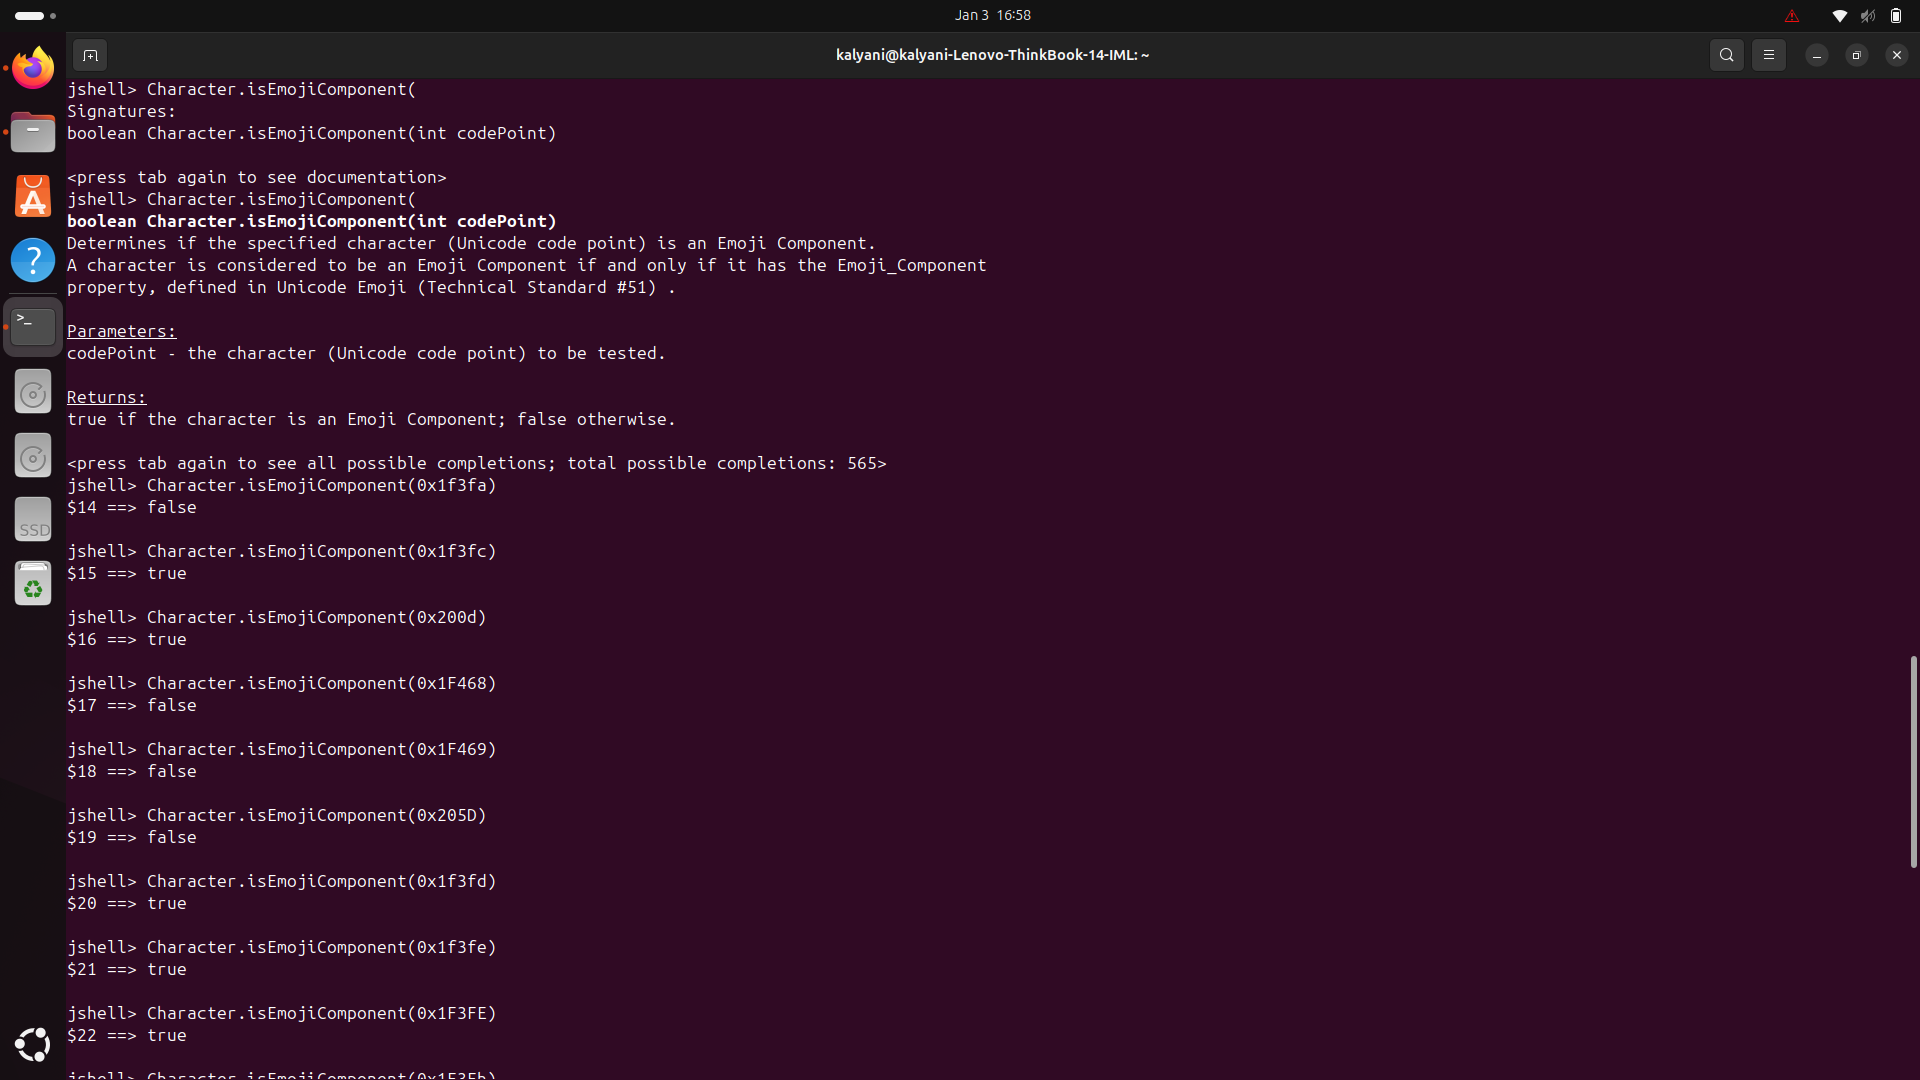 Jan 3 16:58
kalyani@kalyani-Lenovo-ThinkBook-14-IML: ~
jshell> Character.isEmojiComponent(
Signatures:
boolean Character.isEmojiComponent(int codePoint)
<press tab again to see documentation>
jshell> Character.isEmojiComponent(
boolean Character.isEmojiComponent(int codePoint)
Determines if the specified character (Unicode code point) is an Emoji Component.
A character is considered to be an Emoji Component if and only if it has the Emoji_Component
property, defined in Unicode Emoji (Technical Standard #51) .
Parameters:
codePoint - the character (Unicode code point) to be tested.
Returns:
true if the character is an Emoji Component; false otherwise.
<press tab again to see all possible completions; total possible completions: 565>
jshell> Character.isEmojiComponent(0x1f3fa)
$14 ==> false
jshell> Character.isEmojiComponent(0x1f3fc)
$15 ==> true
jshell> Character.isEmojiComponent(0x200d)
$16 ==> true
jshell> Character.isEmojiComponent(0x1F468)
$17 ==> false
jshell> Character.isEmojiComponent(0x1F469)
$18 ==> false
jshell> Character.isEmojiComponent(0x205D)
$19 ==> false
jshell> Character.isEmojiComponent(0x1f3fd)
$20 ==> true
jshell> Character.isEmojiComponent(0x1f3fe)
$21 ==> true
jshell> Character.isEmojiComponent(0x1F3FE)
$22 ==> true
jshell> Character.isEmojiComponent(0x1F3Fb)
SSD